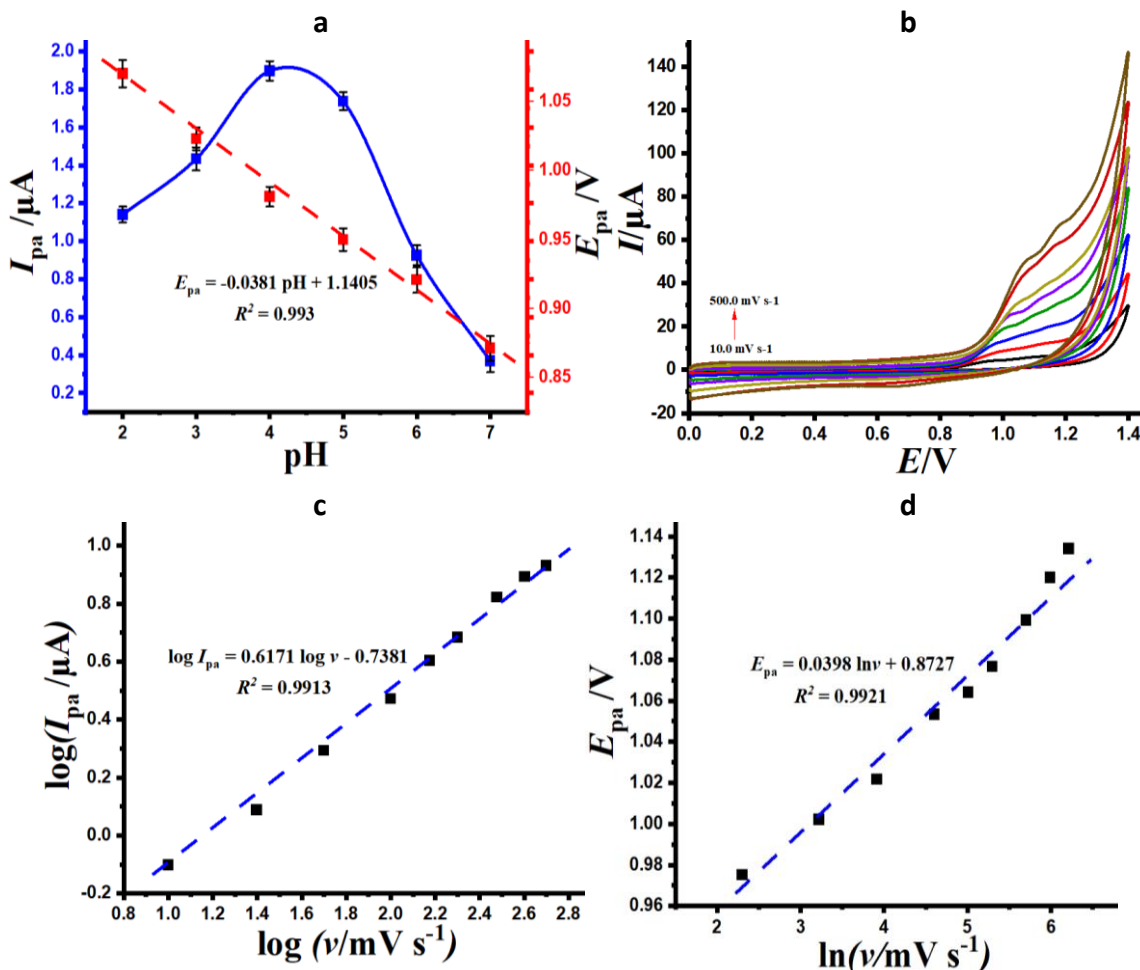 a
2.0
1.8
1.6
1.4
1.2
1.0
0.8
0.6
0.4
0.2
I_pa /µA
1.05
1.00
0.95
0.90
0.85
E_pa /V
E_pa = -0.0381 pH + 1.1405
R² = 0.993
2 3 4 5 6 7
pH
b
140
120
100
80
60
40
20
0
-20
I/µA
500.0 mV s-1
10.0 mV s-1
0.0 0.2 0.4 0.6 0.8 1.0 1.2 1.4
E/V
c
1.0
0.8
0.6
0.4
0.2
0.0
-0.2
log(I_pa /µA)
log I_pa = 0.6171 log v - 0.7381
R² = 0.9913
0.8 1.0 1.2 1.4 1.6 1.8 2.0 2.2 2.4 2.6 2.8
log (v/mV s⁻¹)
d
1.14
1.12
1.10
1.08
1.06
1.04
1.02
1.00
0.98
0.96
E_pa /V
E_pa = 0.0398 lnv + 0.8727
R² = 0.9921
2 3 4 5 6
ln(v/mV s⁻¹)